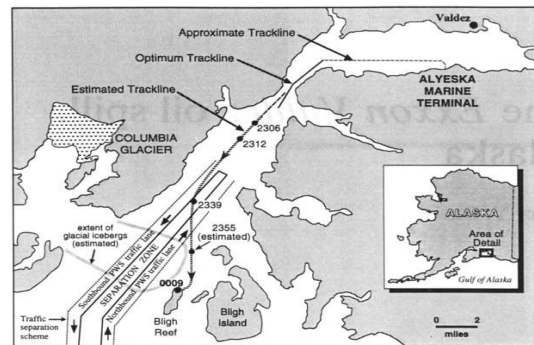 Approximate Trackline
Valdez
Optimum Trackline
Estimated Trackline
ALYESKA
MARINE
TERMINAL
COLUMBIA
GLACIER
2306
2312
2339
extent of
glacial icebergs
(estimated)
2355
(estimated)
Southbound PWS traffic lane
SEPARATION ZONE
Northbound PWS traffic lane
0009
Traffic
separation
scheme
Bligh
Reef
Bligh
Island
ALASKA
Area of
Detail
Gulf of Alaska
0 2
miles